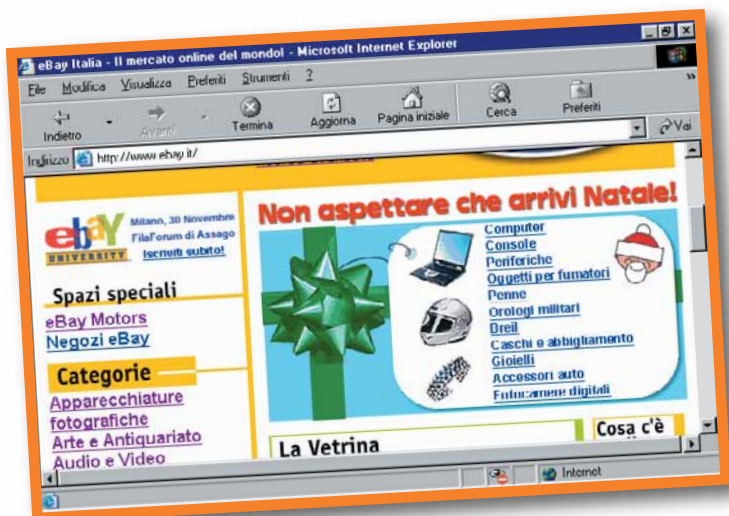 eBay Italia - Il mercato online del mondol - Microsoft Internet Explorer
File Modifica Visualizza Preferiti Strumenti ?
Indietro
Avanti
Termina
Aggiorna
Pagina iniziale
Cerca
Preferiti
Indirizzo http://www.ebay.it/
Vai
ebaY
UNIVERSITY
Milano, 30 Novembre
FilaForum di Assago
Iscriviti subito!
Spazi speciali
eBay Motors
Negozi eBay
Categorie
Apparecchiature
fotografiche
Arte e Antiquariato
Audio e Video
Non aspettare che arrivi Natale!
Computer
Console
Periferiche
Oggetti per fumatori
Penne
Orologi militari
Breil
Caschi e abbigliamento
Gioielli
Accessori auto
Fotocamere digitali
La Vetrina
Cosa c'è
Internet